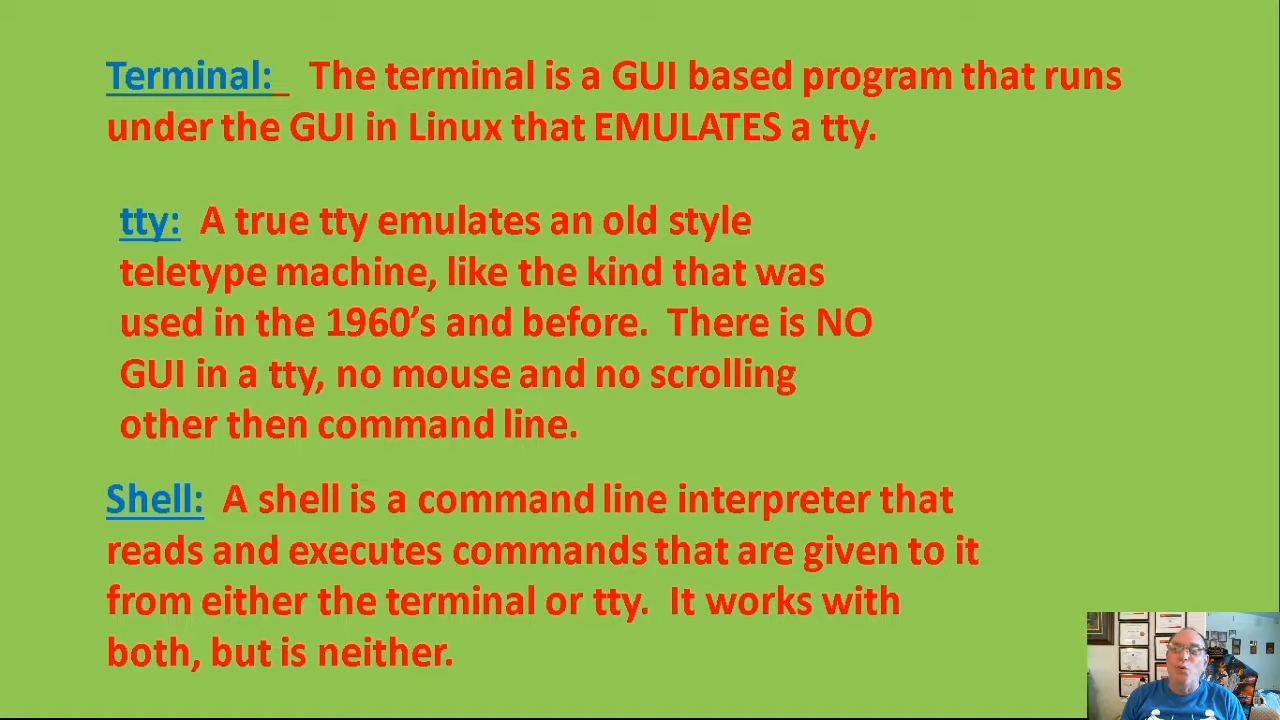 Terminal: The terminal is a GUI based program that runs
under the GUI in Linux that EMULATES a tty.
tty: A true tty emulates an old style
teletype machine, like the kind that was
used in the 1960's and before. There is NO
GUI in a tty, no mouse and no scrolling
other then command line.
Shell: A shell is a command line interpreter that
reads and executes commands that are given to it
from either the terminal or tty. It works with
both, but is neither.